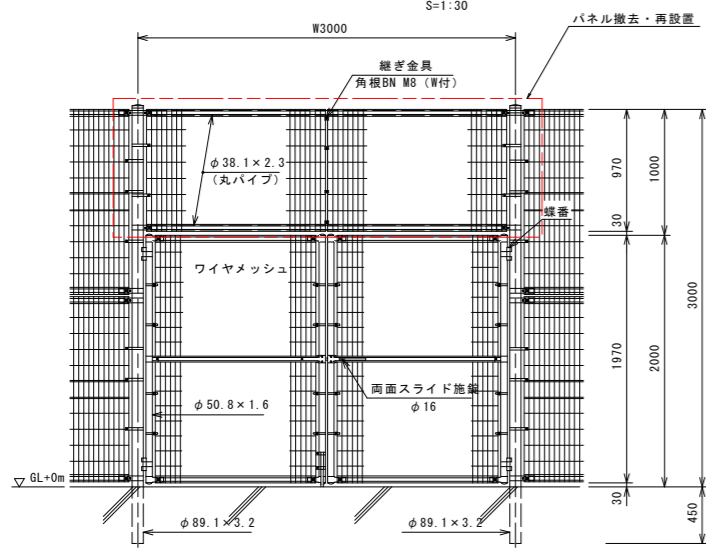 S=1:30
パネル撤去・再設置
W3000
継ぎ金具
角根BN M8 (W付)
φ38.1×2.3
(丸パイプ)
970
1000
30
蝶番
ワイヤメッシュ
3000
1970
2000
両面スライド施錠
φ16
φ50.8×1.6
GL+0m
30
450
φ89.1×3.2
φ89.1×3.2